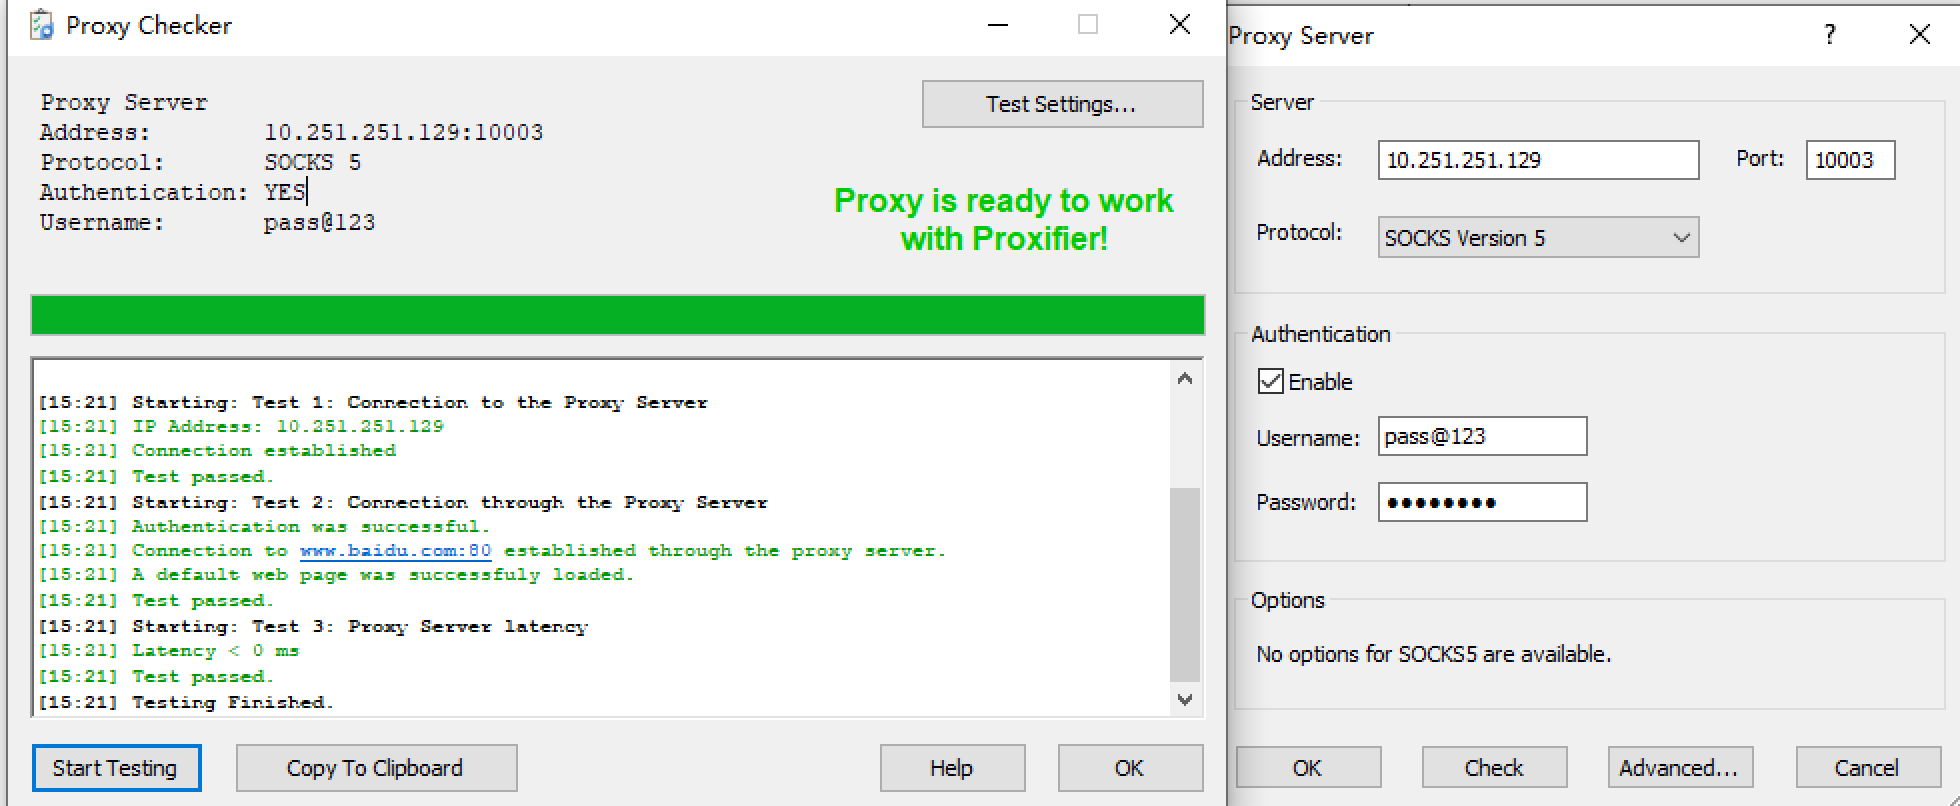 Proxy Checker
Proxy Server
Address: 10.251.251.129:10003
Protocol: SOCKS 5
Authentication: YES
Username: pass@123
Test Settings...
Proxy is ready to work
with Proxifier!
[15:21] Starting: Test 1: Connection to the Proxy Server
[15:21] IP Address: 10.251.251.129
[15:21] Connection established
[15:21] Test passed.
[15:21] Starting: Test 2: Connection through the Proxy Server
[15:21] Authentication was successful.
[15:21] Connection to www.baidu.com:80 established through the proxy server.
[15:21] A default web page was successfuly loaded.
[15:21] Test passed.
[15:21] Starting: Test 3: Proxy Server latency
[15:21] Latency < 0 ms
[15:21] Test passed.
[15:21] Testing Finished.
Start Testing
Copy To Clipboard
Help
OK
Proxy Server
?
Server
Address: 10.251.251.129 Port: 10003
Protocol: SOCKS Version 5
Authentication
Enable
Username: pass@123
Password: ●●●●●●●●
Options
No options for SOCKS5 are available.
OK
Check
Advanced...
Cancel